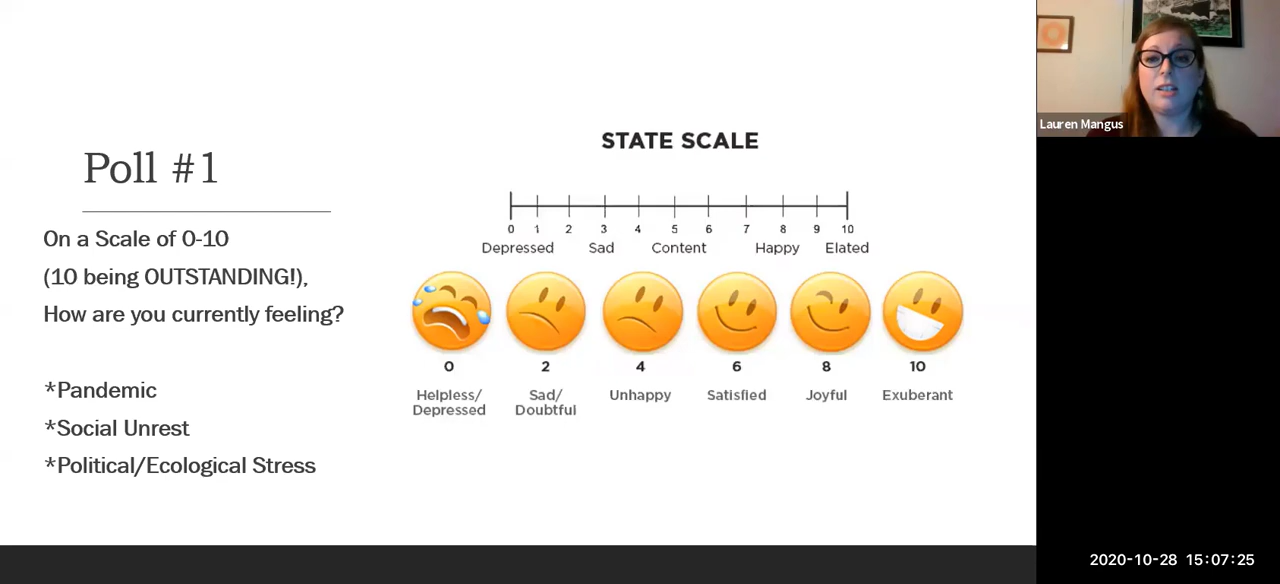 Poll #1
On a Scale of 0-10
(10 being OUTSTANDING!),
How are you currently feeling?
*Pandemic
*Social Unrest
*Political/Ecological Stress
STATE SCALE
0 1 2 3 4 5 6 7 8 9 10
Depressed Sad Content Happy Elated
0 2 4 6 8 10
Helpless/ Sad/ Unhappy Satisfied Joyful Exuberant
Depressed Doubtful
Lauren Mangus
2020-10-28 15:07:25